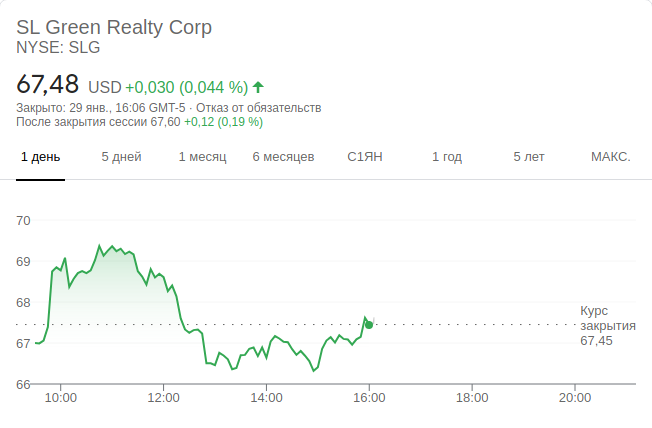 SL Green Realty Corp
NYSE: SLG
67,48 USD +0,030 (0,044 %)
Закрыто: 29 янв., 16:06 GMT-5 · Отказ от обязательств
После закрытия сессии 67,60 +0,12 (0,19 %)
1 день 5 дней 1 месяц 6 месяцев С1ЯН 1 год 5 лет МАКС.
70
69
68
67
66
Курс
закрытия
67,45
10:00 12:00 14:00 16:00 18:00 20:00